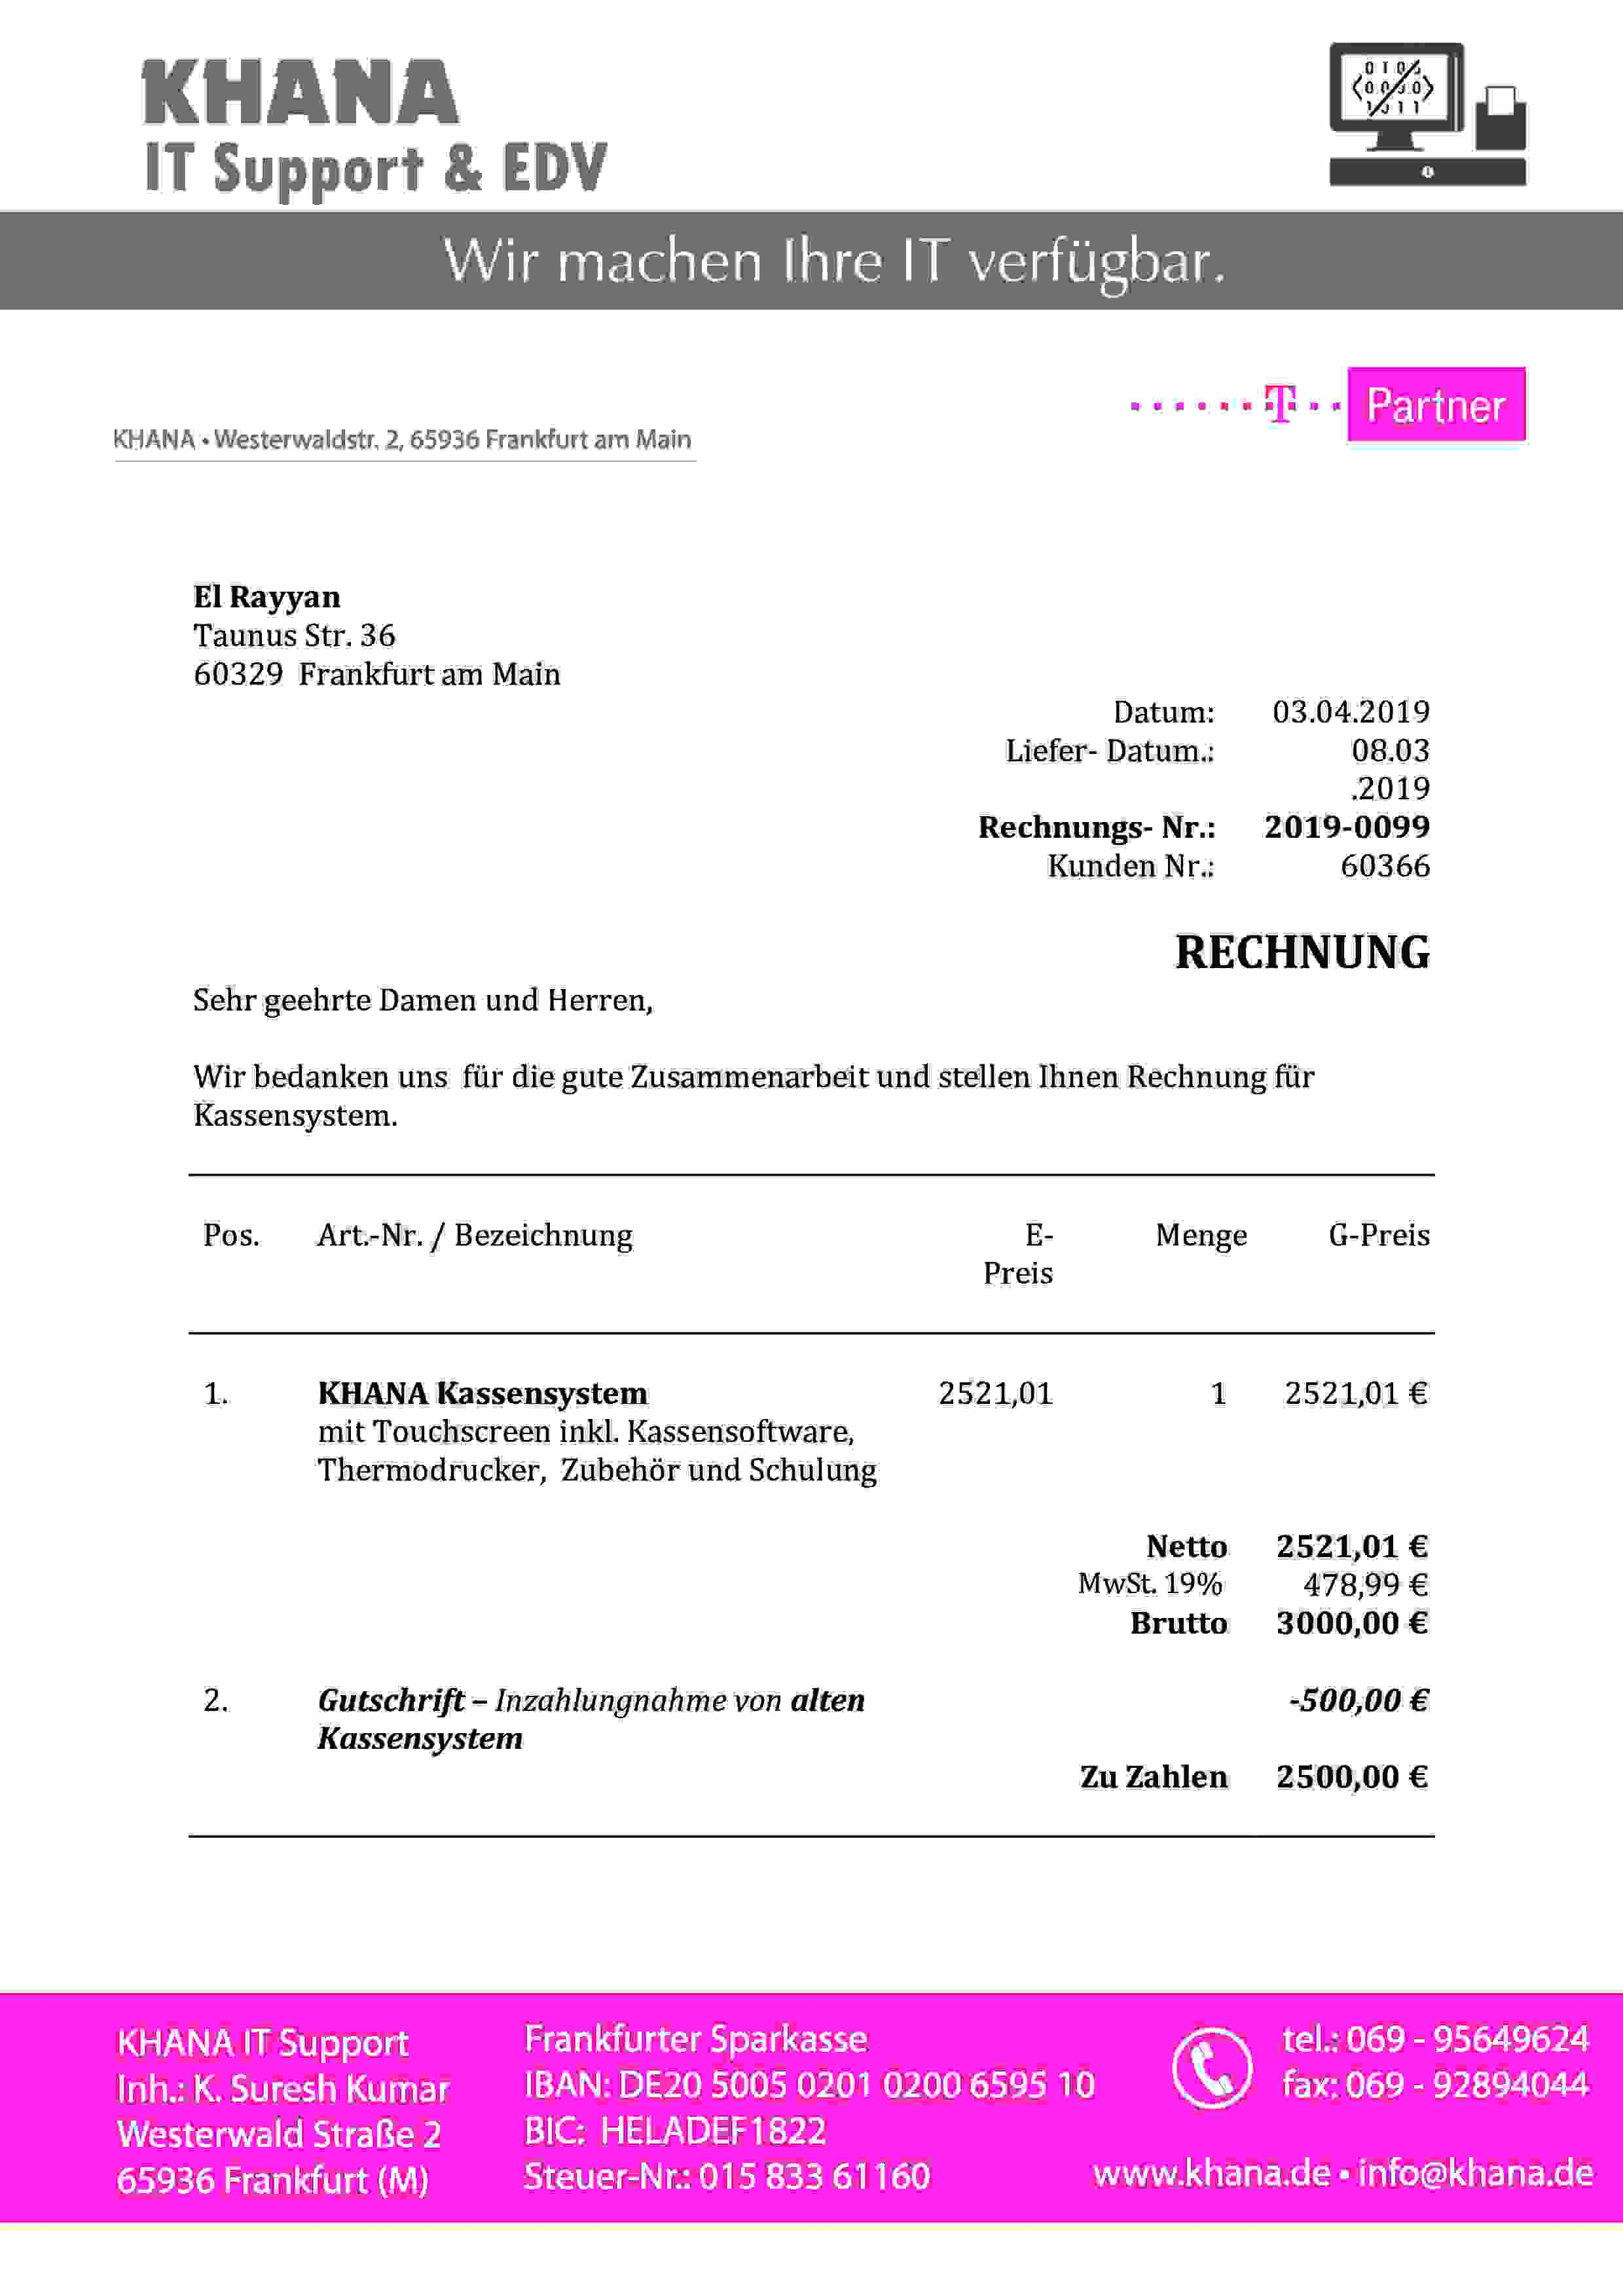 KHANA
IT Support & EDV
Wir machen Ihre IT verfügbar.
T Partner
KHANA • Westerwaldstr. 2, 65936 Frankfurt am Main
El Rayyan
Taunus Str. 36
60329 Frankfurt am Main
Datum: 03.04.2019
Liefer- Datum.: 08.03
.2019
Rechnungs- Nr.: 2019-0099
Kunden Nr.: 60366
RECHNUNG
Sehr geehrte Damen und Herren,
Wir bedanken uns für die gute Zusammenarbeit und stellen Ihnen Rechnung für
Kassensystem.
Pos. Art.-Nr. / Bezeichnung E- Menge G-Preis
Preis
1. KHANA Kassensystem 2521,01 1 2521,01 €
mit Touchscreen inkl. Kassensoftware,
Thermodrucker, Zubehör und Schulung
Netto 2521,01 €
MwSt. 19% 478,99 €
Brutto 3000,00 €
2. Gutschrift – Inzahlungnahme von alten -500,00 €
Kassensystem
Zu Zahlen 2500,00 €
KHANA IT Support
Inh.: K. Suresh Kumar
Westerwald Straße 2
65936 Frankfurt (M)
Frankfurter Sparkasse
IBAN: DE20 5005 0201 0200 6595 10
BIC: HELADEF1822
Steuer-Nr.: 015 833 61160
tel.: 069 - 95649624
fax: 069 - 92894044
www.khana.de • info@khana.de